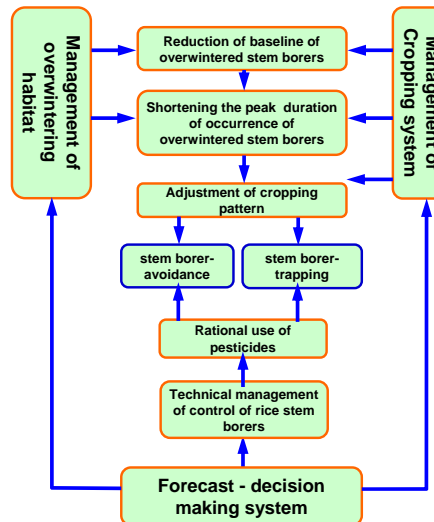 Management of
overwintering
habitat
Reduction of baseline of
overwintered stem borers
Shortening the peak duration
of occurrence of
overwintered stem borers
Adjustment of cropping
pattern
stem borer-
avoidance
stem borer-
trapping
Rational use of
pesticides
Technical management
of control of rice stem
borers
Forecast - decision
making system
Management of
Cropping system